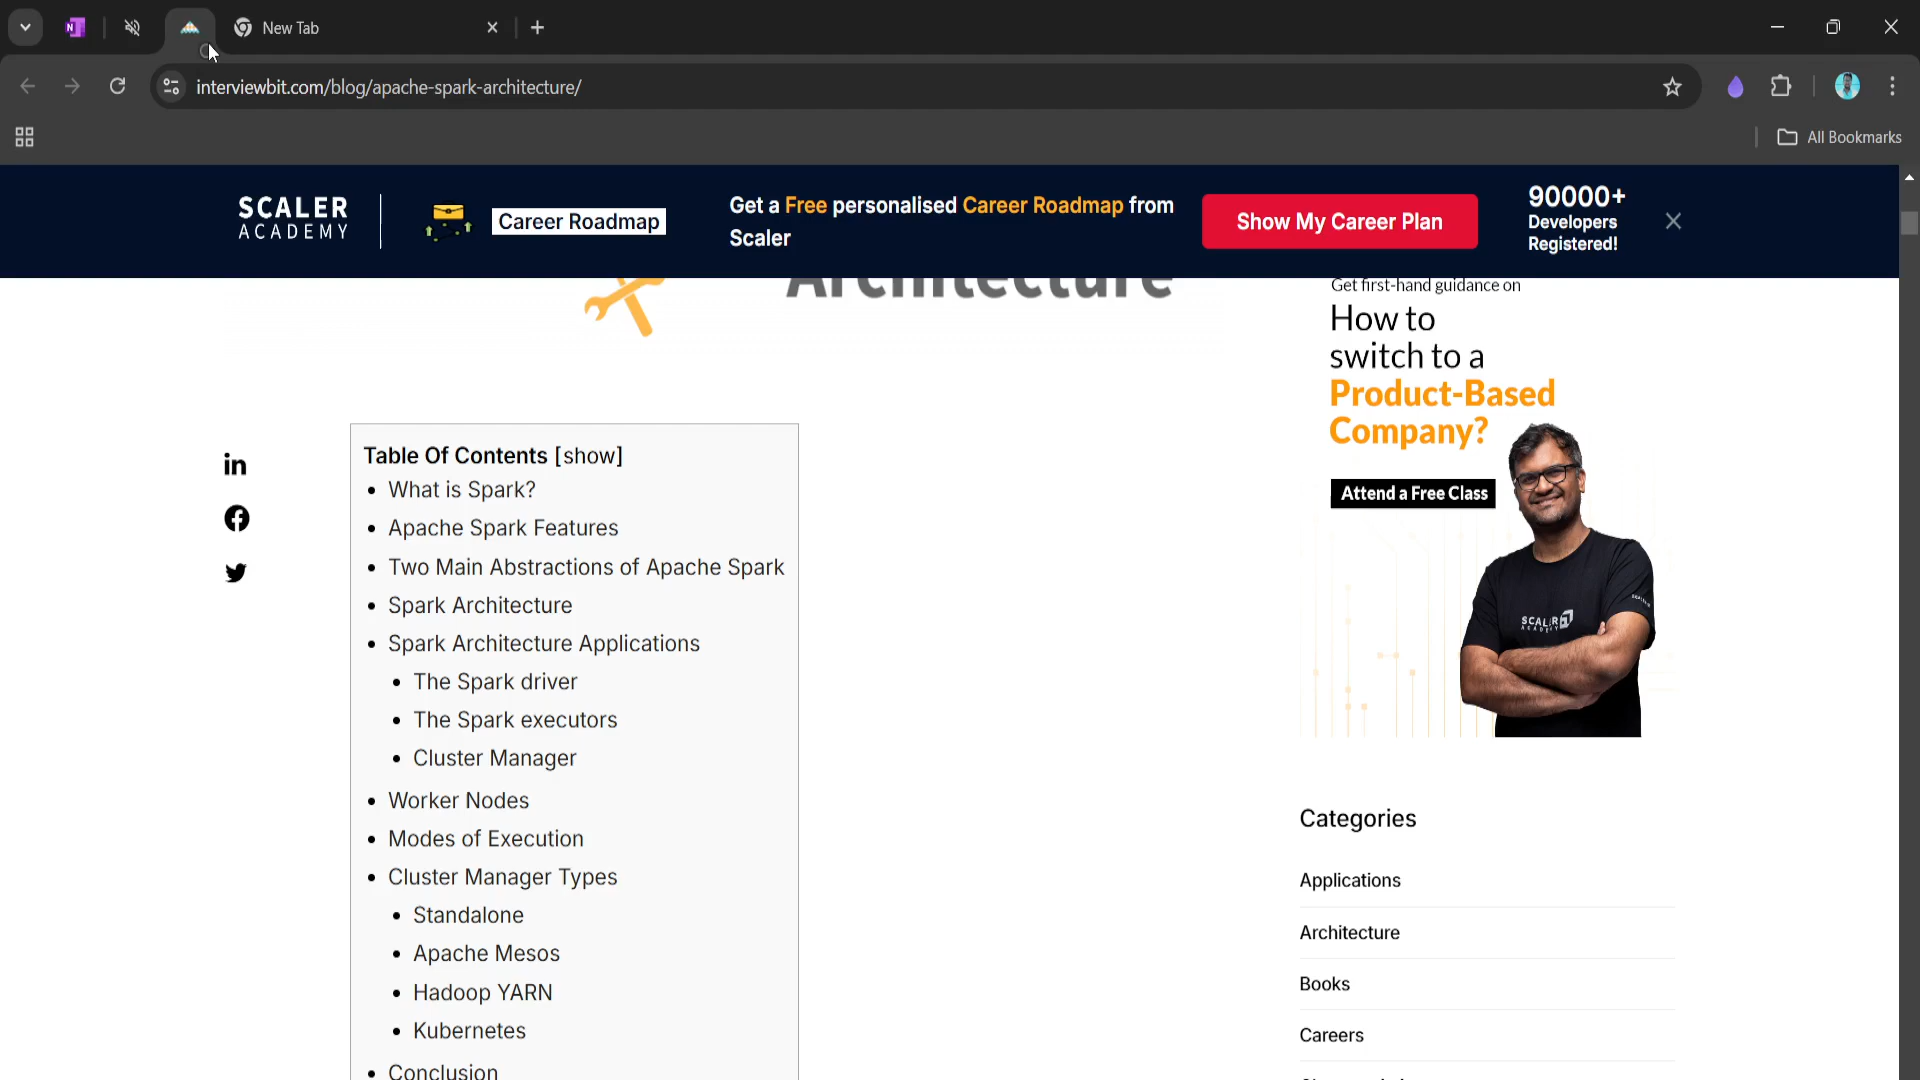 New Tab
interviewbit.com/blog/apache-spark-architecture/
All Bookmarks
SCALER
ACADEMY
Career Roadmap
Get a Free personalised Career Roadmap from
Scaler
Show My Career Plan
90000+
Developers
Registered!
Architecture
Get first-hand guidance on
How to
switch to a
Product-Based
Company?
Attend a Free Class
SCALER
ACADEMY
Table Of Contents [show]
What is Spark?
Apache Spark Features
Two Main Abstractions of Apache Spark
Spark Architecture
Spark Architecture Applications
The Spark driver
The Spark executors
Cluster Manager
Worker Nodes
Modes of Execution
Cluster Manager Types
Standalone
Apache Mesos
Hadoop YARN
Kubernetes
Conclusion
Categories
Applications
Architecture
Books
Careers